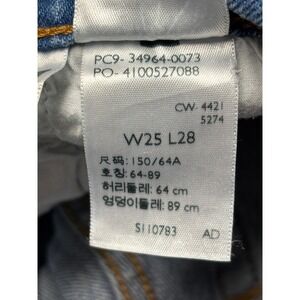 PC9- 34964-0073
PO- 4100527088
CW- 4421
5274
W25 L28
尺码: 150/64A
호칭: 64-89
허리둘레: 64 cm
엉덩이둘레: 89 cm
S110783 AD